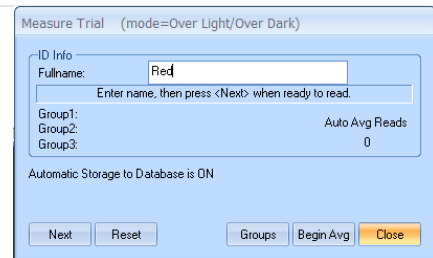 Measure Trial (mode=Over Light/Over Dark)
ID Info
Fullname: Red
Enter name, then press <Next> when ready to read.
Group1:
Group2:
Group3:
Auto Avg Reads
0
Automatic Storage to Database is ON
Next Reset Groups Begin Avg Close